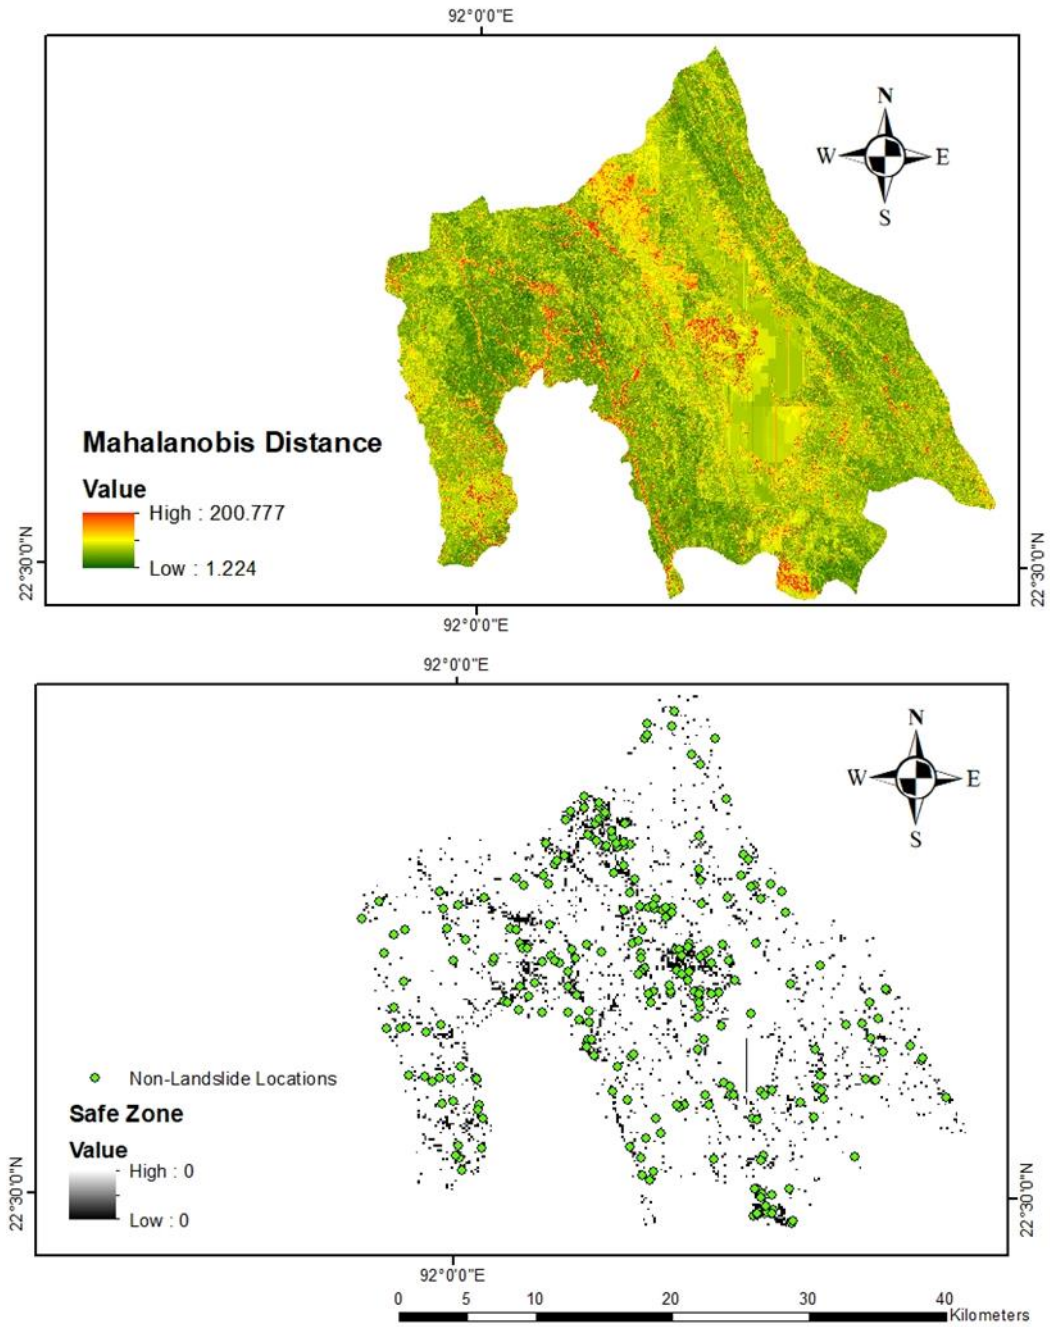 92°0'0"E
N
W E
S
Mahalanobis Distance
Value
High : 200.777
Low : 1.224
22°30'0"N
22°30'0"N
92°0'0"E
92°0'0"E
N
W E
S
Non-Landslide Locations
Safe Zone
Value
High : 0
Low : 0
22°30'0"N
22°30'0"N
92°0'0"E
0 5 10 20 30 40
Kilometers